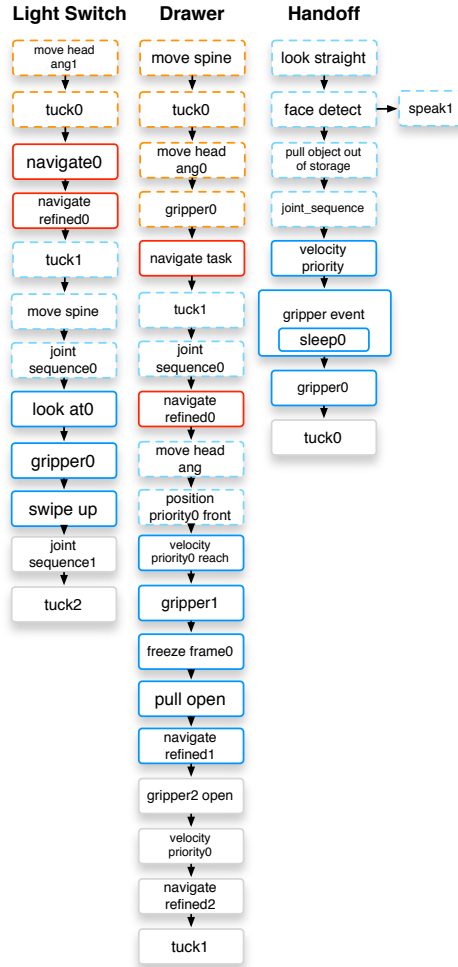 Light Switch
move head
ang1
tuck0
navigate0
navigate
refined0
tuck1
move spine
joint
sequence0
look at0
gripper0
swipe up
joint
sequence1
tuck2
Drawer
move spine
tuck0
move head
ang0
gripper0
navigate task
tuck1
joint
sequence0
navigate
refined0
move head
ang
position
priority0 front
velocity
priority0 reach
gripper1
freeze frame0
pull open
navigate
refined1
gripper2 open
velocity
priority0
navigate
refined2
tuck1
Handoff
look straight
face detect
speak1
pull object out
of storage
joint_sequence
velocity
priority
gripper event
sleep0
gripper0
tuck0